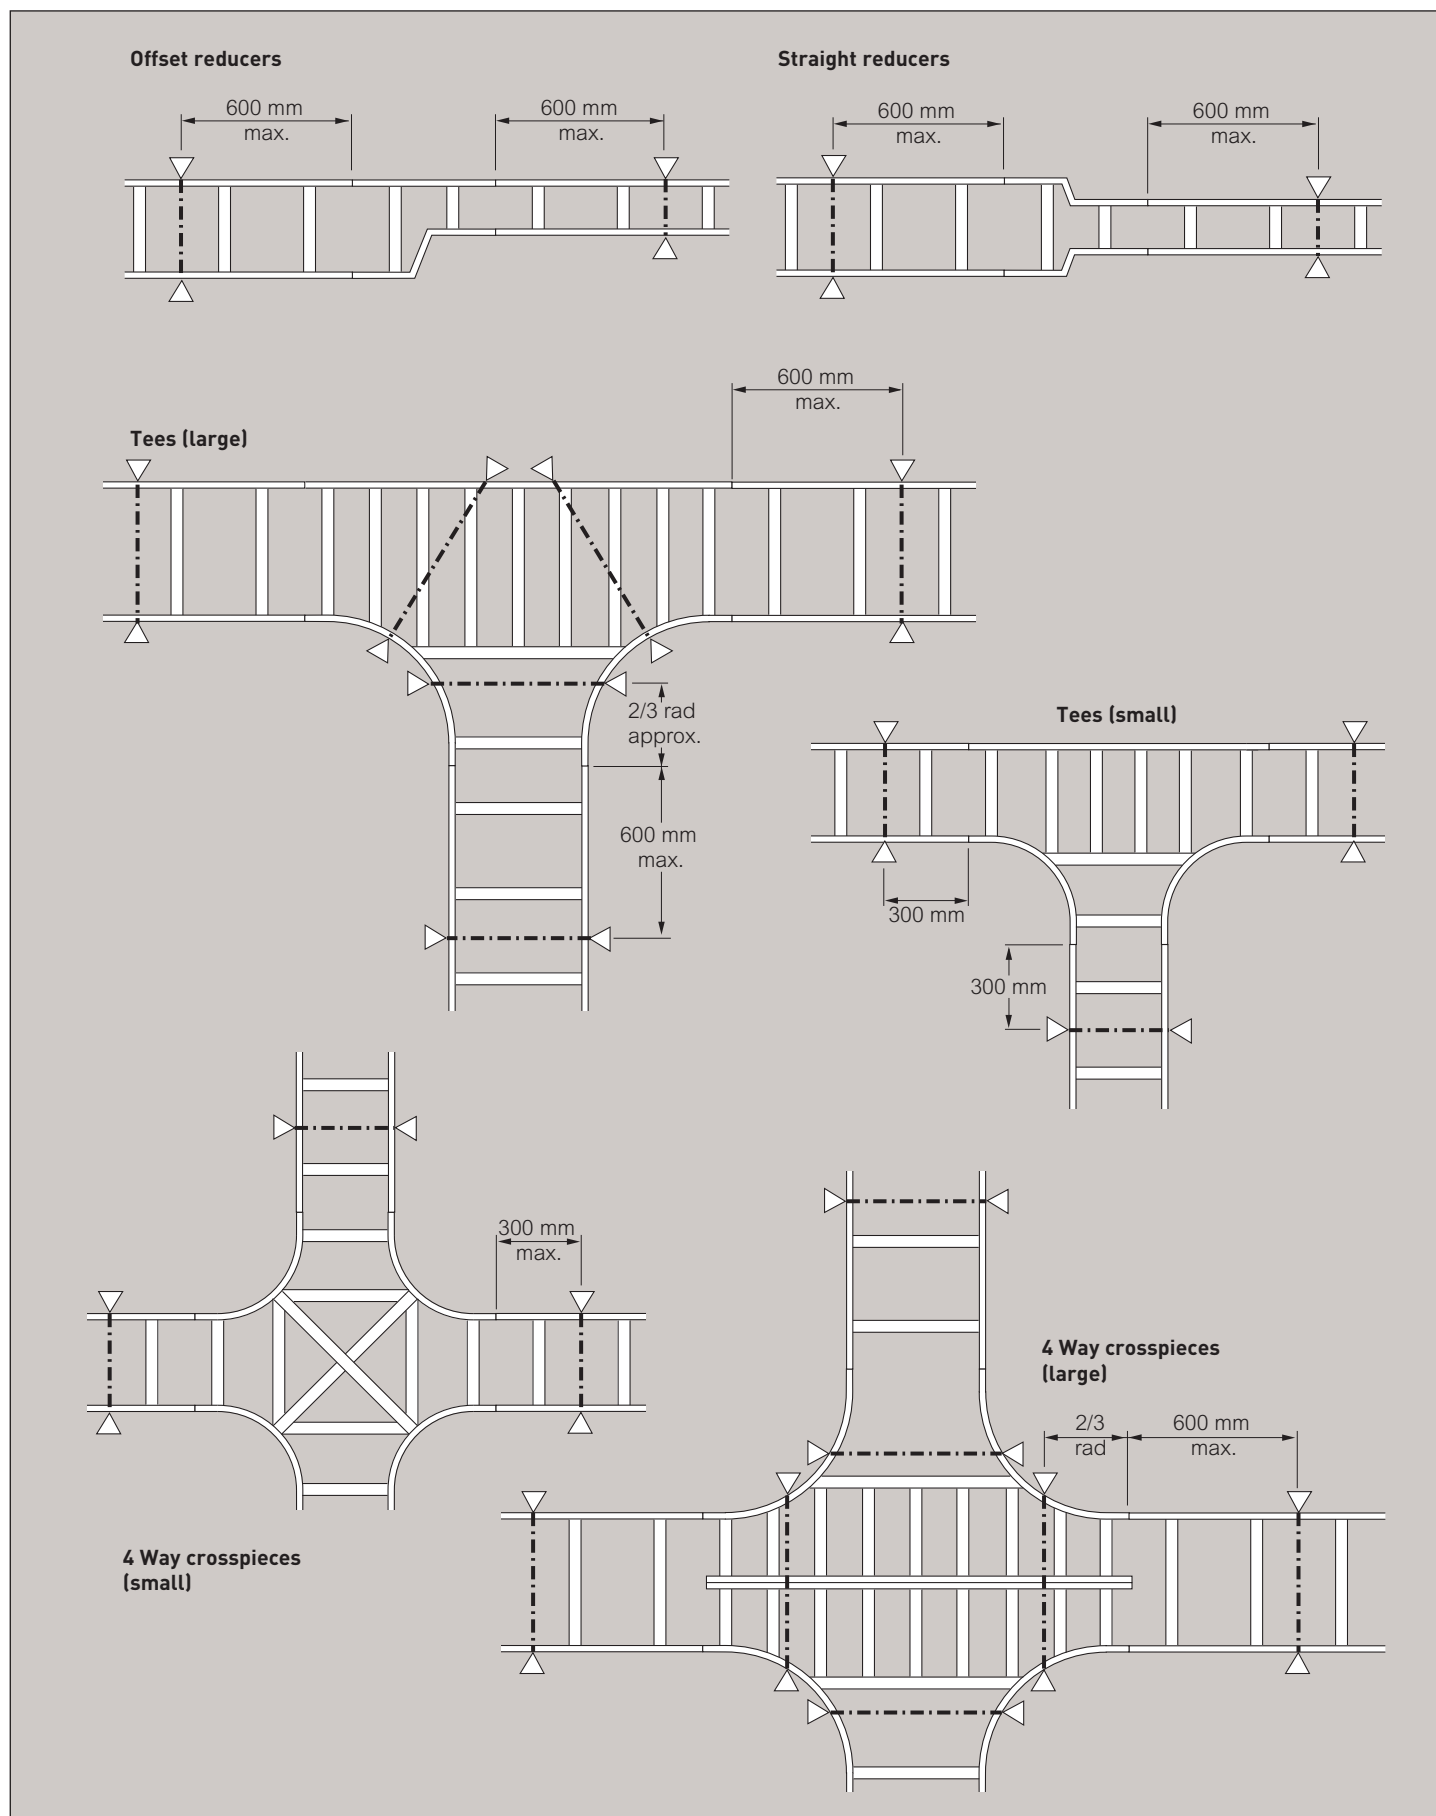 Offset reducers
Straight reducers
600 mm
max.
600 mm
max.
600 mm
max.
600 mm
max.
600 mm
max.
Tees (large)
2/3 rad
approx.
600 mm
max.
Tees (small)
300 mm
300 mm
300 mm
max.
4 Way crosspieces
(small)
4 Way crosspieces
(large)
2/3
rad
600 mm
max.